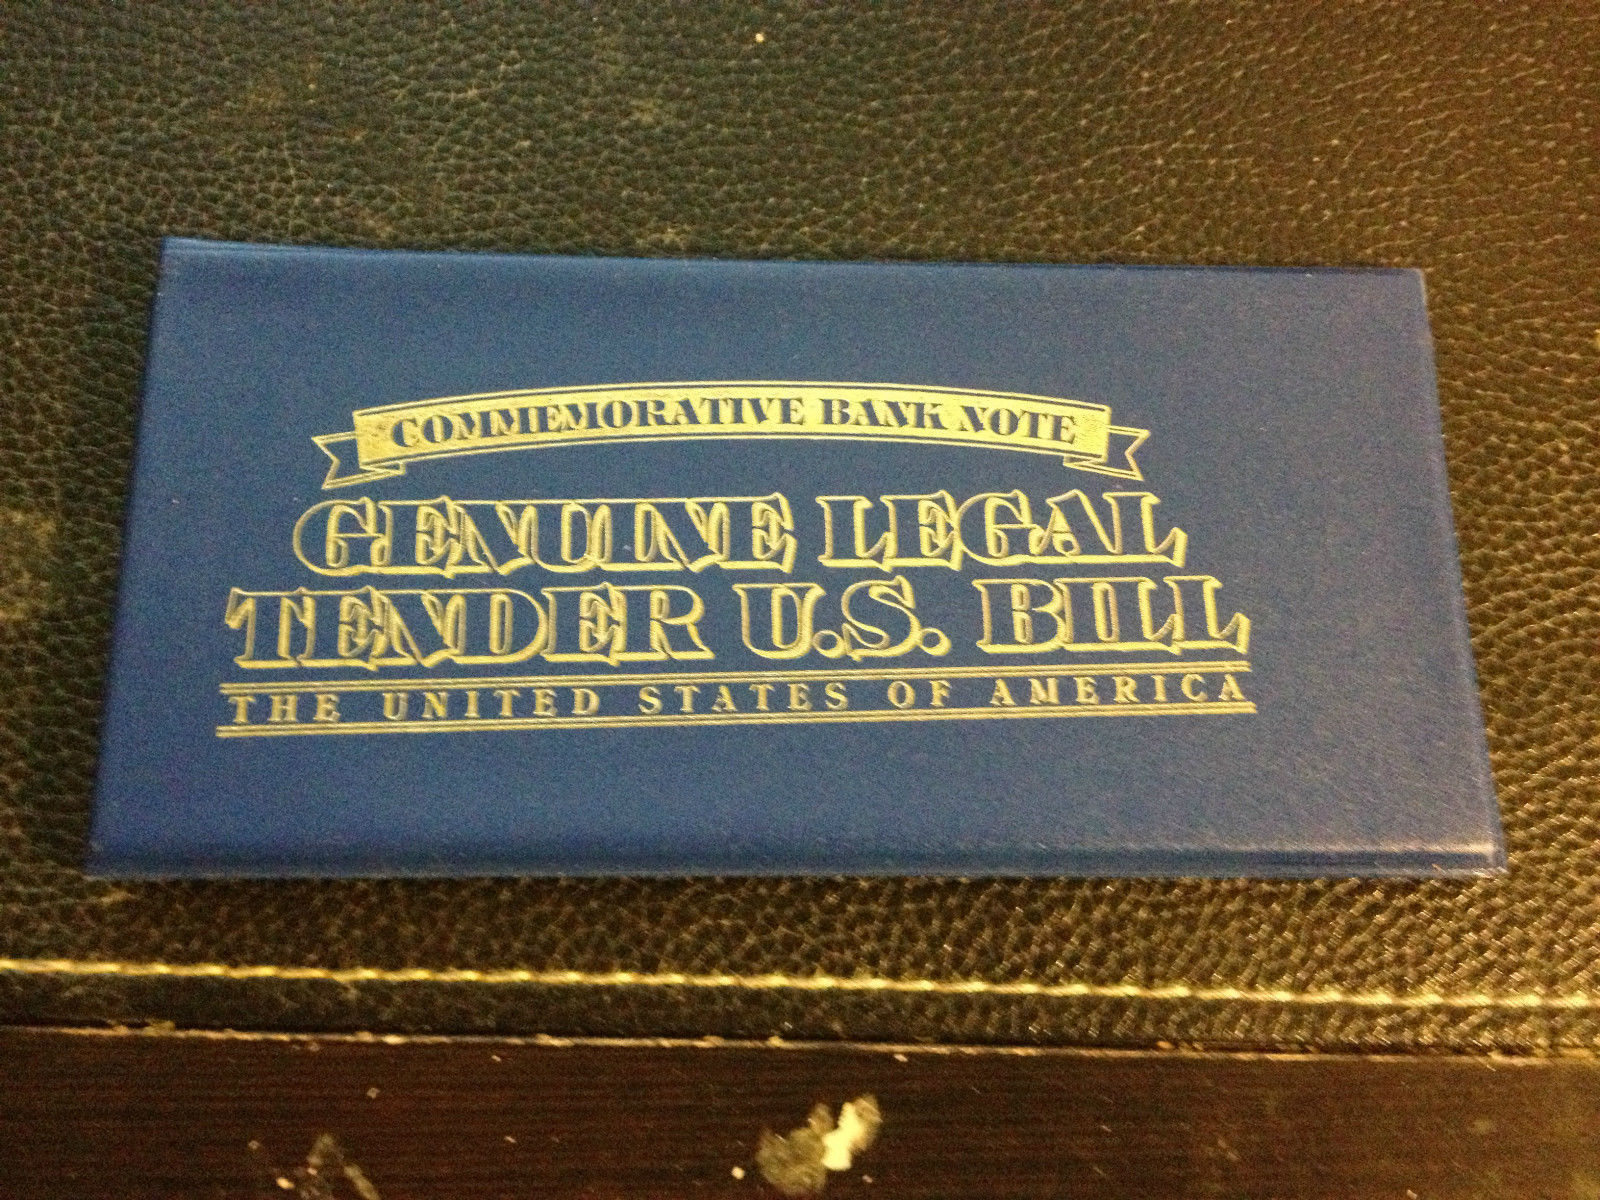 COMMEMORATIVE BANK NOTE
GENUINE LEGAL
TENDER U.S. BILL
THE UNITED STATES OF AMERICA